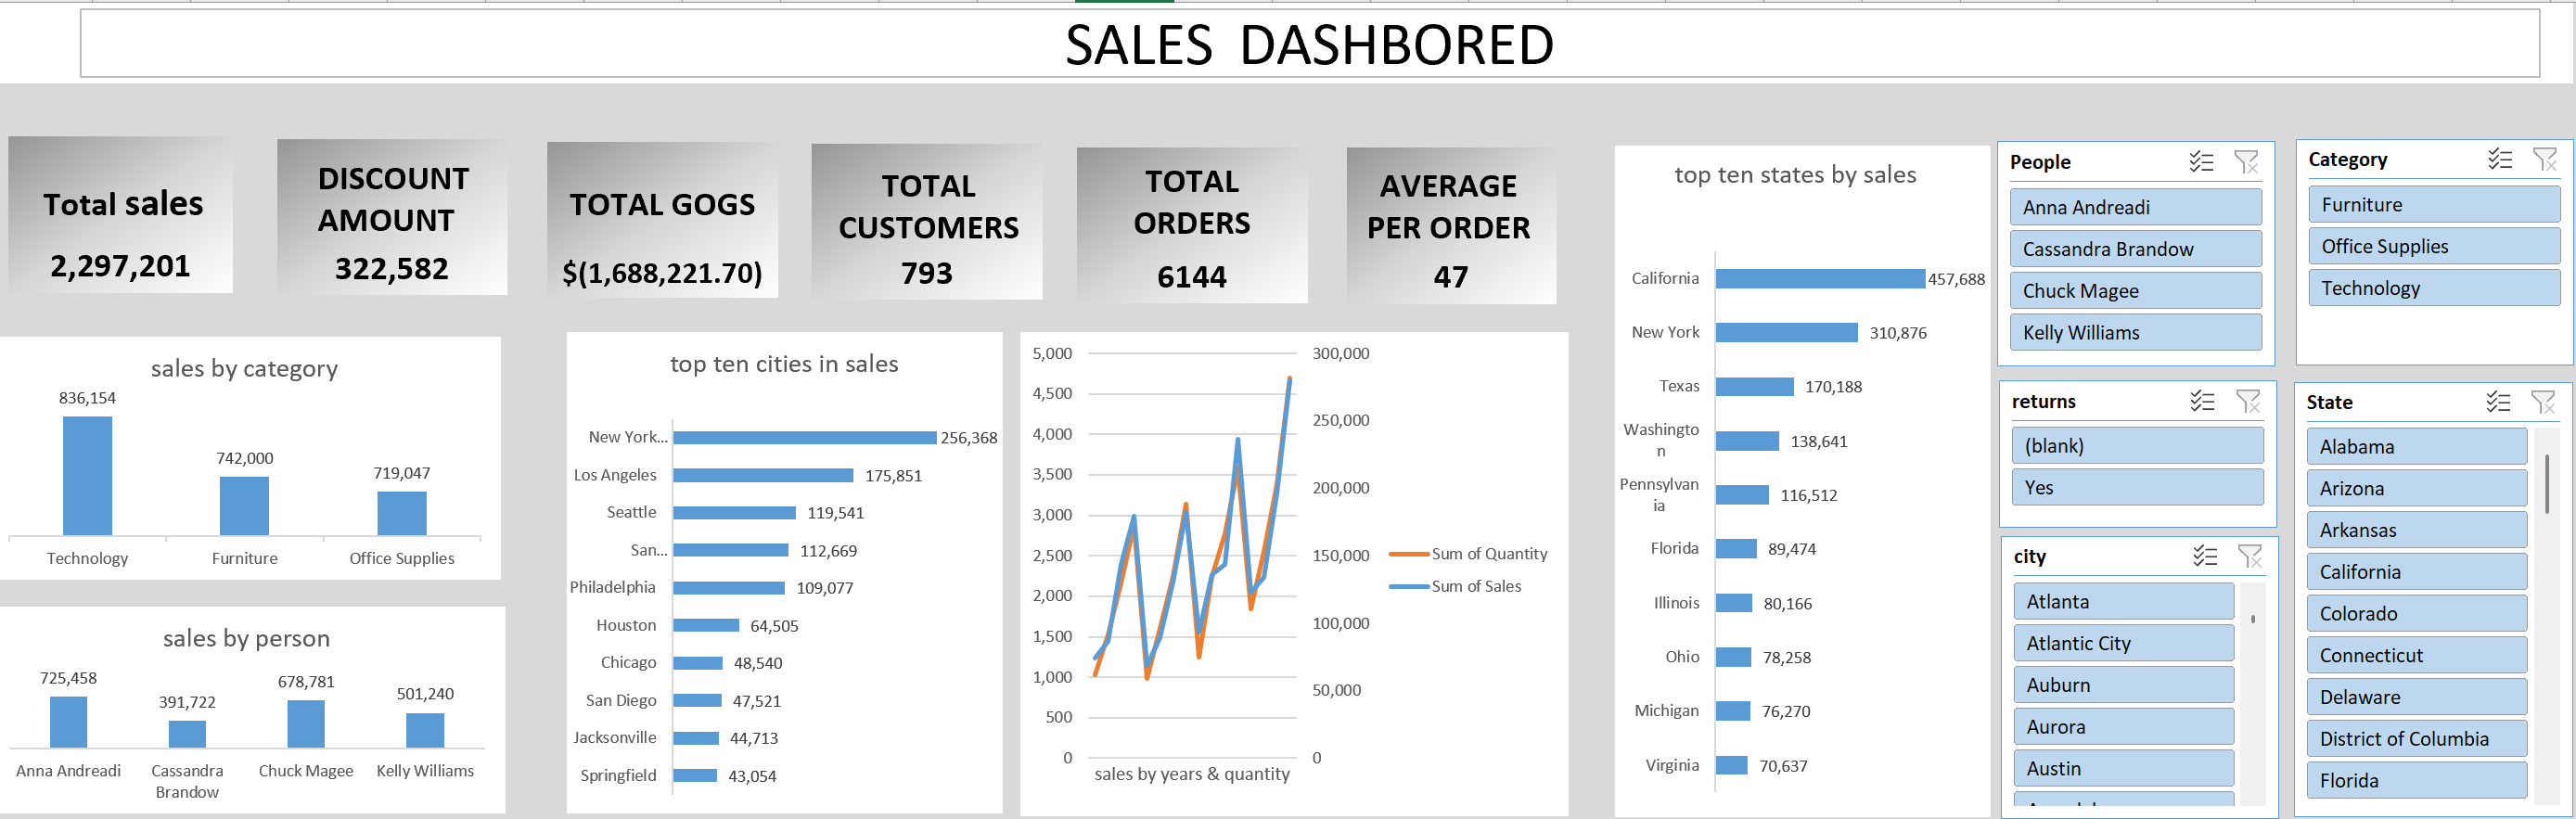 SALES  DASHBORED
Total sales
2,297,201
DISCOUNT
AMOUNT
322,582
TOTAL GOGS
$(1,688,221.70)
TOTAL
CUSTOMERS
793
TOTAL
ORDERS
6144
AVERAGE
PER ORDER
47
sales by category
836,154
742,000
719,047
Technology
Furniture
Office Supplies
sales by person
725,458
391,722
678,781
501,240
Anna Andreadi
Cassandra
Brandow
Chuck Magee
Kelly Williams
top ten cities in sales
New York... 256,368
Los Angeles 175,851
Seattle 119,541
San... 112,669
Philadelphia 109,077
Houston 64,505
Chicago 48,540
San Diego 47,521
Jacksonville 44,713
Springfield 43,054
5,000
4,500
4,000
3,500
3,000
2,500
2,000
1,500
1,000
500
0
300,000
250,000
200,000
150,000
100,000
50,000
0
sales by years & quantity
Sum of Quantity
Sum of Sales
top ten states by sales
California 457,688
New York 310,876
Texas 170,188
Washingto
n
138,641
Pennsylvan
ia
116,512
Florida 89,474
Illinois 80,166
Ohio 78,258
Michigan 76,270
Virginia 70,637
People
Anna Andreadi
Cassandra Brandow
Chuck Magee
Kelly Williams
Category
Furniture
Office Supplies
Technology
returns
(blank)
Yes
city
Atlanta
Atlantic City
Auburn
Aurora
Austin
State
Alabama
Arizona
Arkansas
California
Colorado
Connecticut
Delaware
District of Columbia
Florida